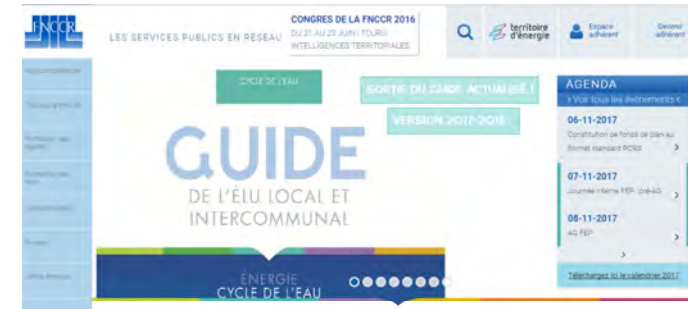 FNCCR
LES SERVICES PUBLICS EN RÉSEAU
CONGRES DE LA FNCCR 2016
DU 21 AU 23 JUIN : TOURS
INTELLIGENCES TERRITORIALES
territoire
d'énergie
Espace
adhérent
Devenir
adhérent
CYCLE DE L'EAU
SORTIE DU GUIDE ACTUALISÉ !
VERSION 2017-2018
GUIDE
DE L'ÉLU LOCAL ET
INTERCOMMUNAL
ÉNERGIE
CYCLE DE L'EAU
AGENDA
> Voir tous les événements <
06-11-2017
Constitution de fonds de plan au
format standard PCRS
>
07-11-2017
Journée interne FEP : pré-AG
>
08-11-2017
AG FEP
>
>
Téléchargez ici le calendrier 2017